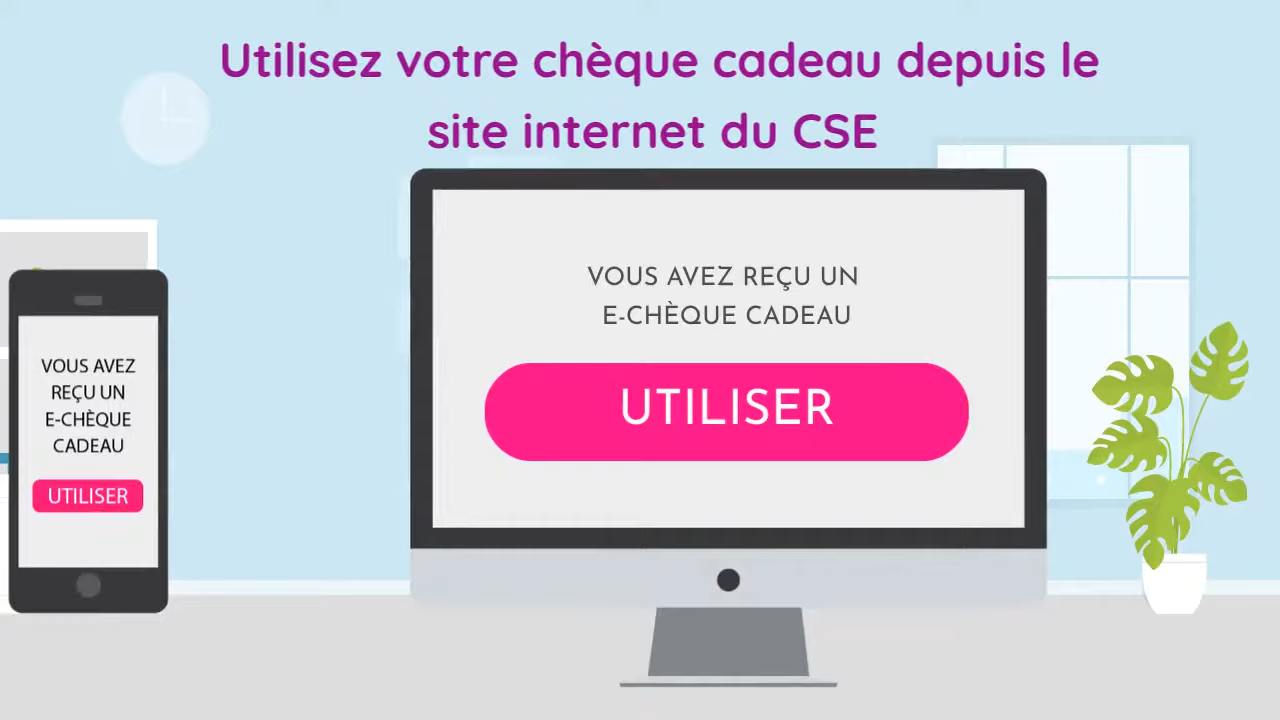 Utilisez votre chèque cadeau depuis le
site internet du CSE
VOUS AVEZ REÇU UN
E-CHÈQUE CADEAU
UTILISER
VOUS AVEZ
REÇU UN
E-CHÈQUE
CADEAU
UTILISER